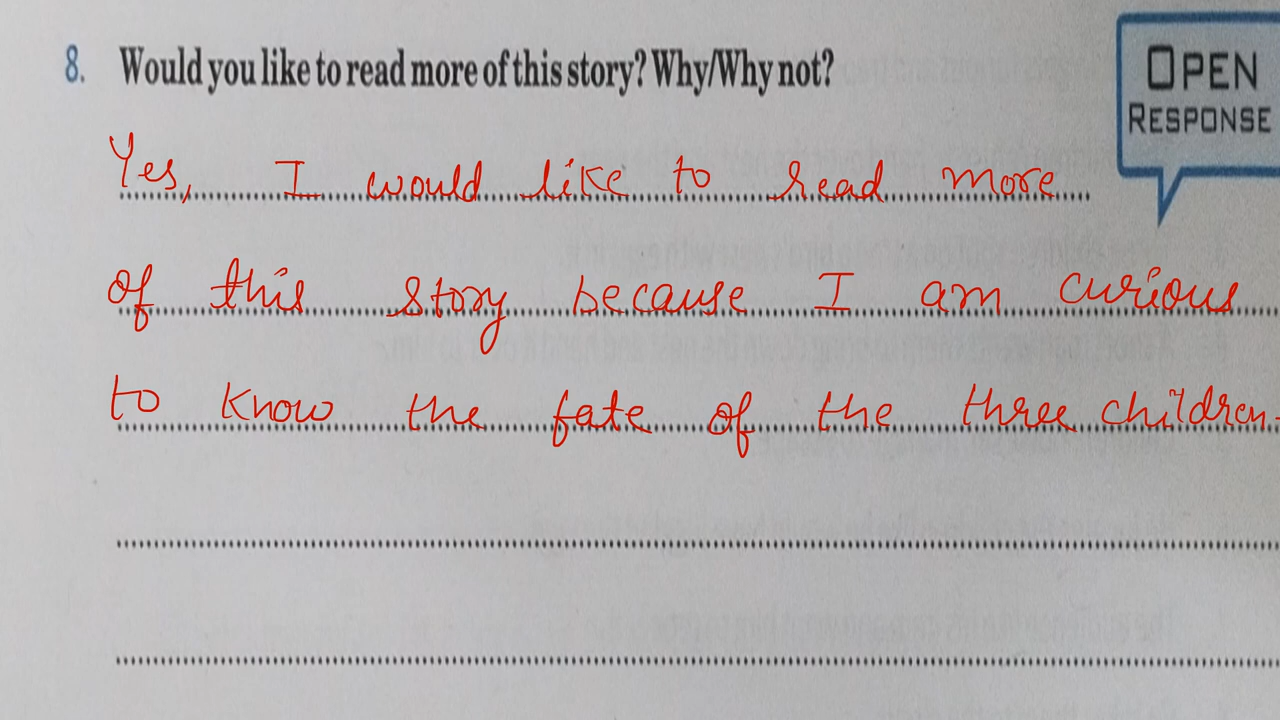 8. Would you like to read more of this story? Why/Why not?
OPEN
RESPONSE
Yes, I would like to read more
of this story because I am curious
to know the fate of the three children.